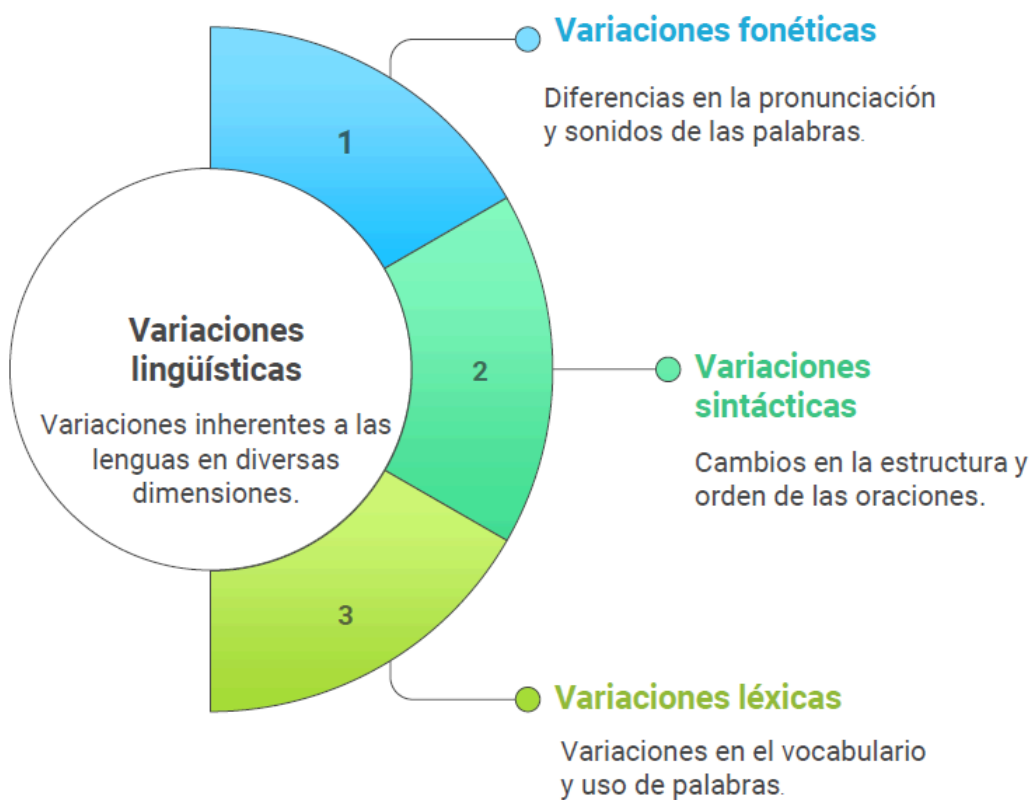 Variaciones fonéticas
Diferencias en la pronunciación
y sonidos de las palabras.
1
Variaciones
lingüísticas
Variaciones inherentes a las
lenguas en diversas
dimensiones.
2
Variaciones
sintácticas
Cambios en la estructura y
orden de las oraciones.
3
Variaciones léxicas
Variaciones en el vocabulario
y uso de palabras.